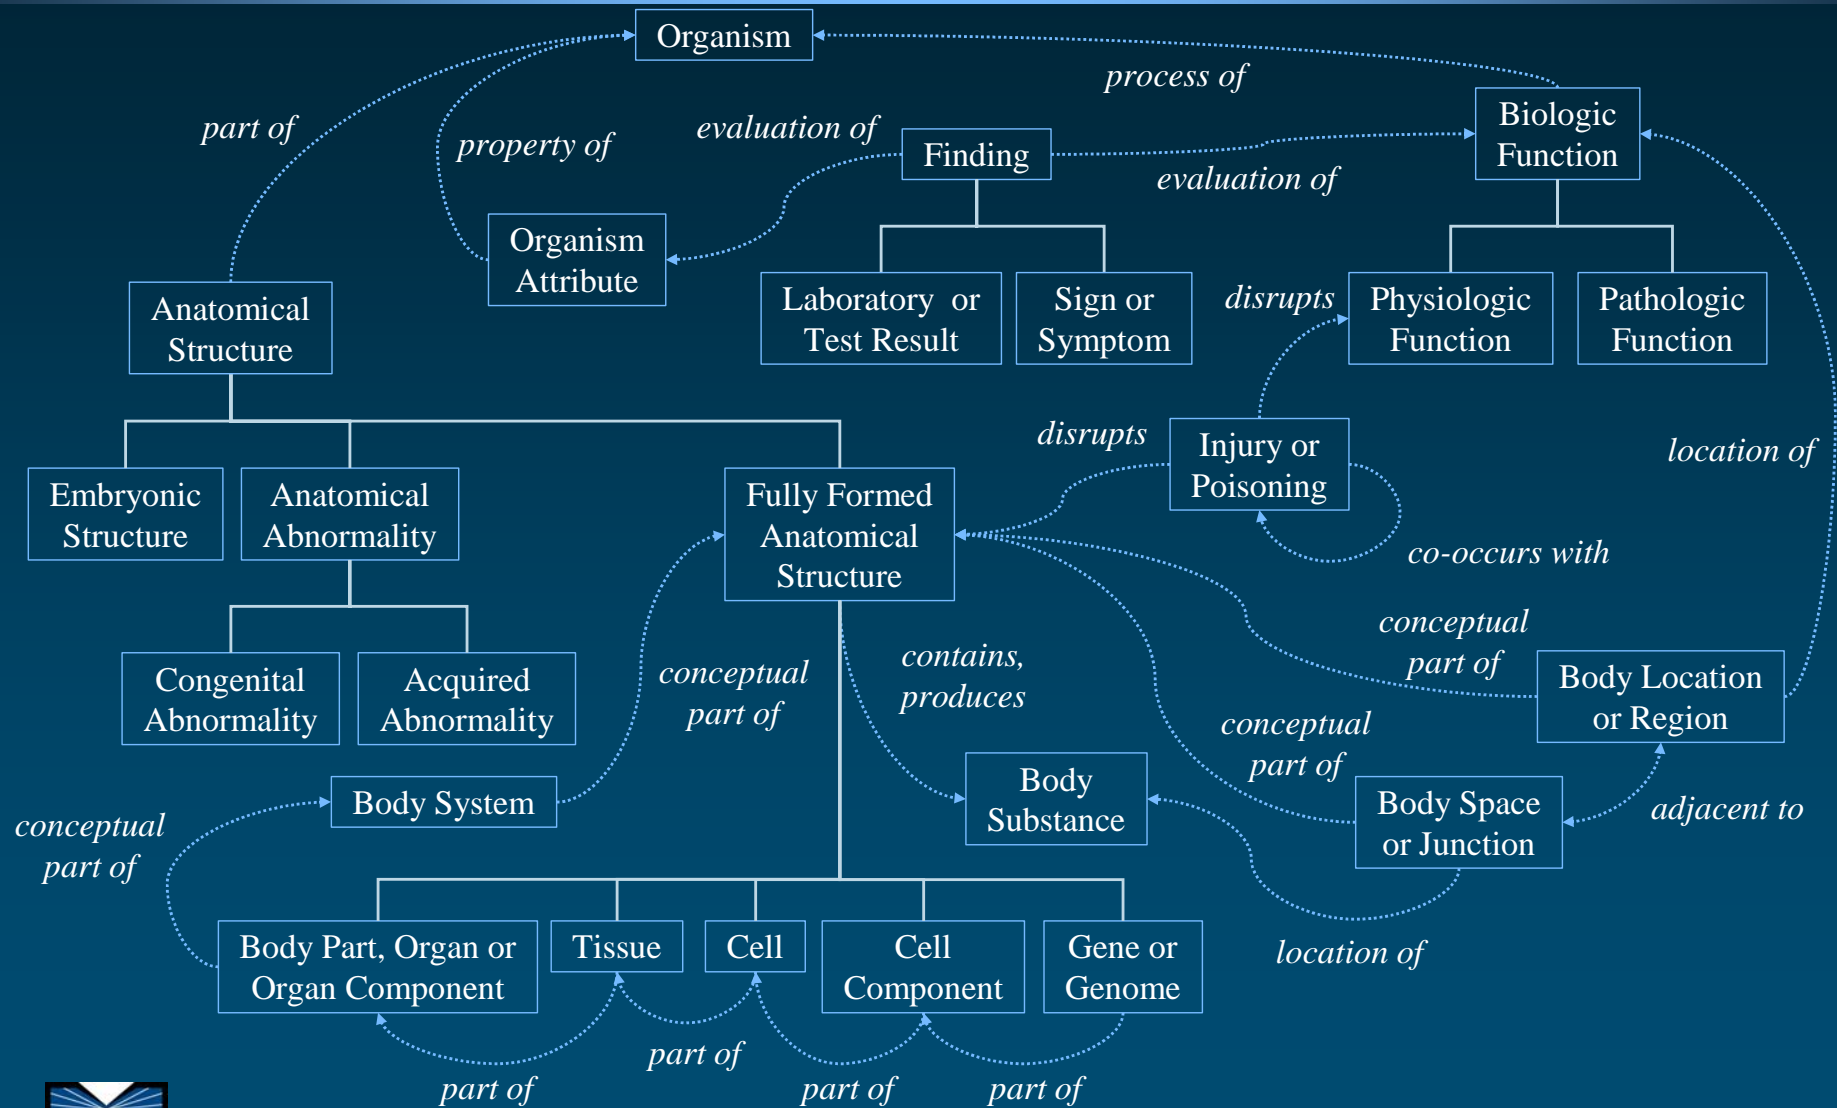 Organism
process of
Biologic
Function
part of
property of
evaluation of
Finding
evaluation of
Organism
Attribute
Laboratory or
Test Result
Sign or
Symptom
disrupts
Physiologic
Function
Pathologic
Function
Anatomical
Structure
disrupts
Injury or
Poisoning
location of
Embryonic
Structure
Anatomical
Abnormality
Fully Formed
Anatomical
Structure
co-occurs with
Congenital
Abnormality
Acquired
Abnormality
conceptual
part of
contains,
produces
conceptual
part of
Body Location
or Region
conceptual
part of
Body System
Body
Substance
Body Space
or Junction
adjacent to
conceptual
part of
Body Part, Organ or
Organ Component
Tissue
Cell
Cell
Component
Gene or
Genome
location of
part of
part of
part of
part of